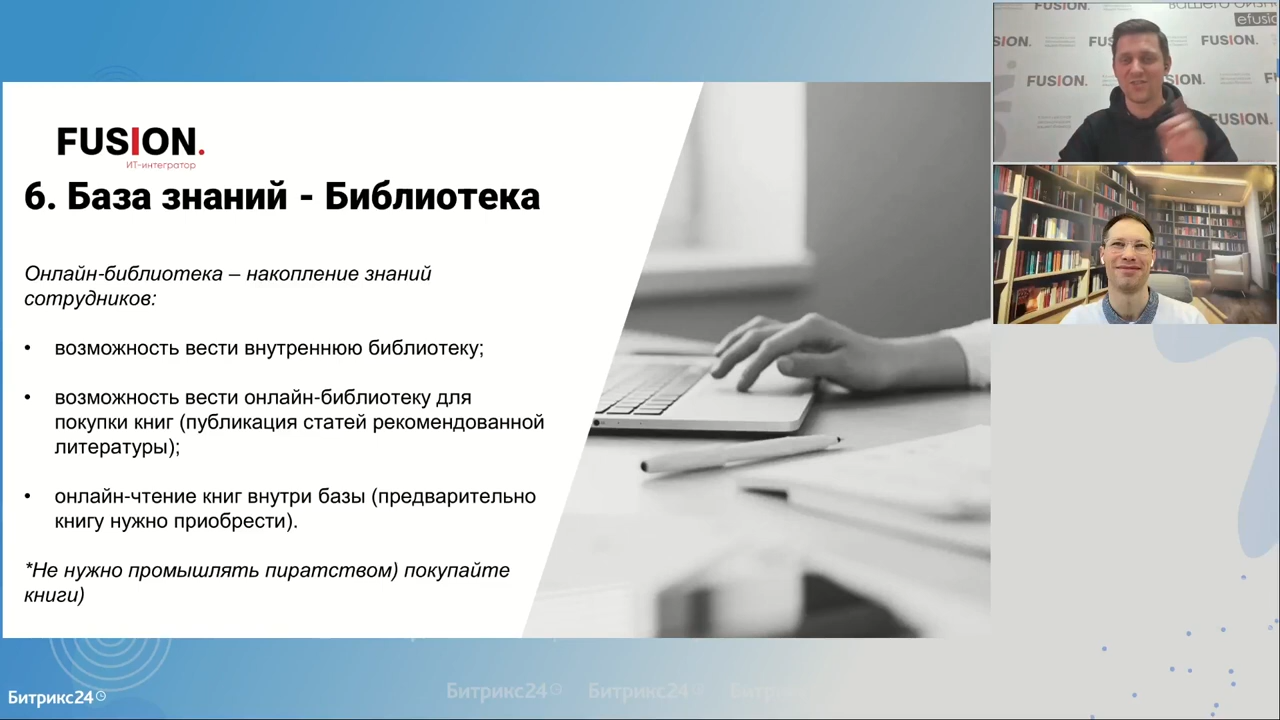 FUSION.
ИТ-интегратор
6. База знаний - Библиотека
Онлайн-библиотека – накопление знаний
сотрудников:
• возможность вести внутреннюю библиотеку;
• возможность вести онлайн-библиотеку для
покупки книг (публикация статей рекомендованной
литературы);
• онлайн-чтение книг внутри базы (предварительно
книгу нужно приобрести).
*Не нужно промышлять пиратством) покупайте
книги)
Битрикс24
Битрикс24
Битрикс24
FUSION.
FUSION.
FUSION.
FUSION.